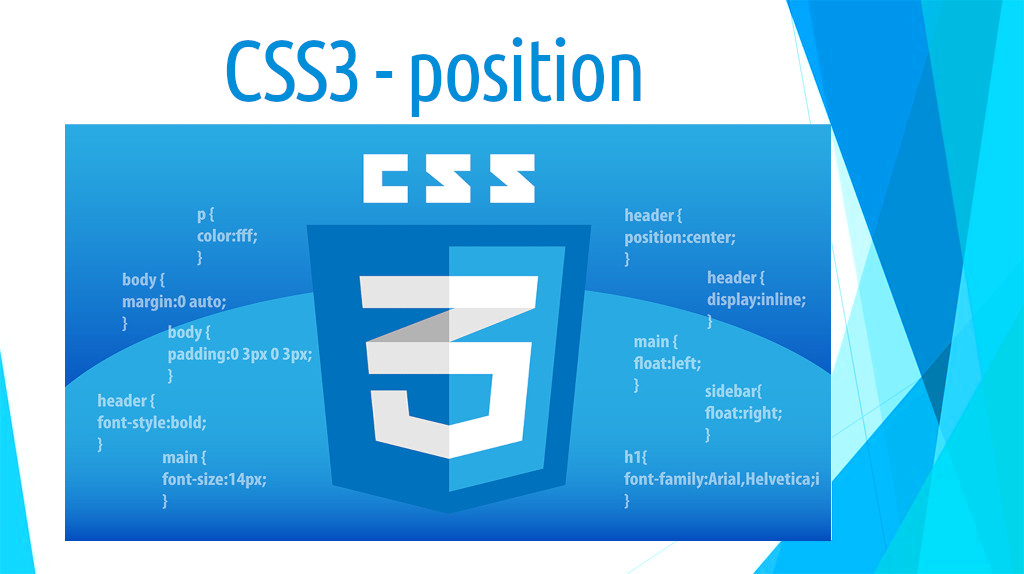 CSS3 - position
CSS
3
p {
color:fff;
}
body {
margin:0 auto;
}
body {
padding:0 3px 0 3px;
}
header {
font-style:bold;
}
main {
font-size:14px;
}
header {
position:center;
}
header {
display:inline;
}
main {
float:left;
}
sidebar{
float:right;
}
h1{
font-family:Arial,Helvetica;i
}